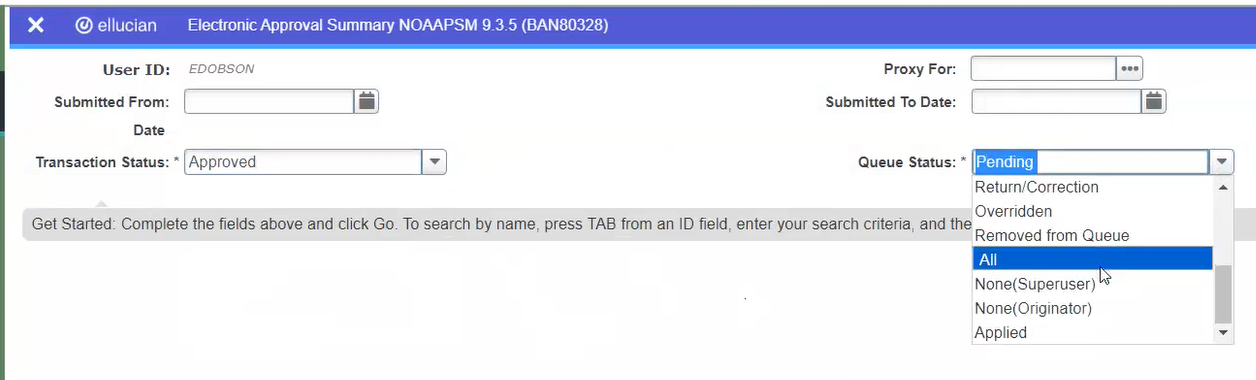 ellucian Electronic Approval Summary NOAAPSM 9.3.5 (BAN80328)
User ID: EDOBSON Proxy For:
Submitted From: Submitted To Date:
Date
Transaction Status: * Approved Queue Status: * Pending
Return/Correction
Overridden
Get Started: Complete the fields above and click Go. To search by name, press TAB from an ID field, enter your search criteria, and the
Removed from Queue
All
None(Superuser)
None(Originator)
Applied